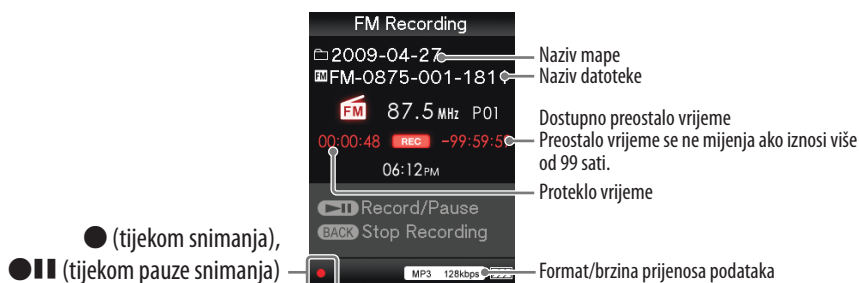 FM Recording
2009-04-27
FM FM-0875-001-181
FM 87.5 MHz P01
00:00:48 REC -99:59:5
06:12PM
Record/Pause
BACK Stop Recording
MP3 128kbps
Naziv mape
Naziv datoteke
Dostupno preostalo vrijeme
Preostalo vrijeme se ne mijenja ako iznosi više
od 99 sati.
Proteklo vrijeme
Format/brzina prijenosa podataka
(tijekom snimanja),
(tijekom pauze snimanja)